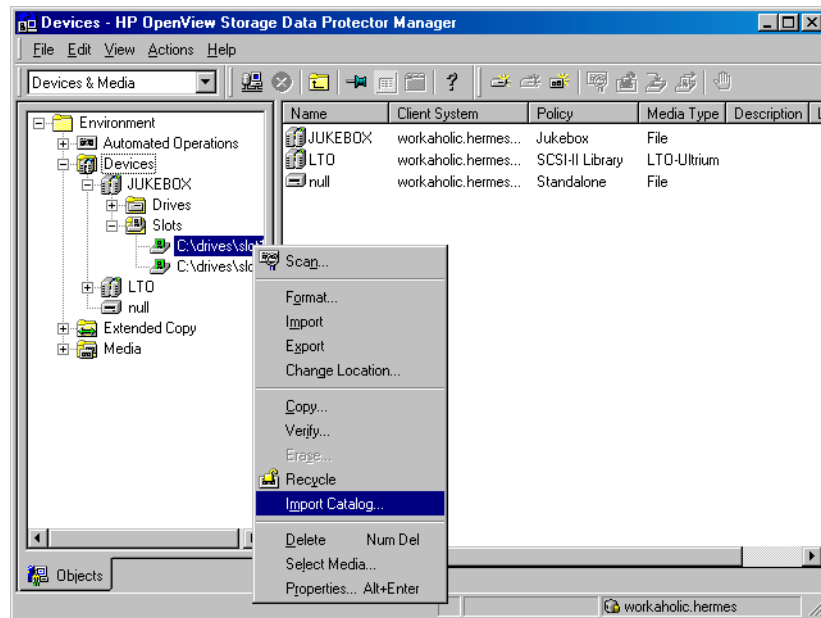 Devices - HP OpenView Storage Data Protector Manager
File Edit View Actions Help
Devices & Media
Environment
Automated Operations
Devices
JUKEBOX
Drives
Slots
C:\drives\slot
C:\drives\slo
LTO
null
Extended Copy
Media
Name Client System Policy Media Type Description L
JUKEBOX workaholic.hermes... Jukebox File
LTO workaholic.hermes... SCSI-II Library LTO-Ultrium
null workaholic.hermes... Standalone File
Scan...
Format...
Import
Export
Change Location...
Copy...
Verify...
Erase...
Recycle
Import Catalog...
Delete Num Del
Select Media...
Properties... Alt+Enter
Objects
workaholic.hermes